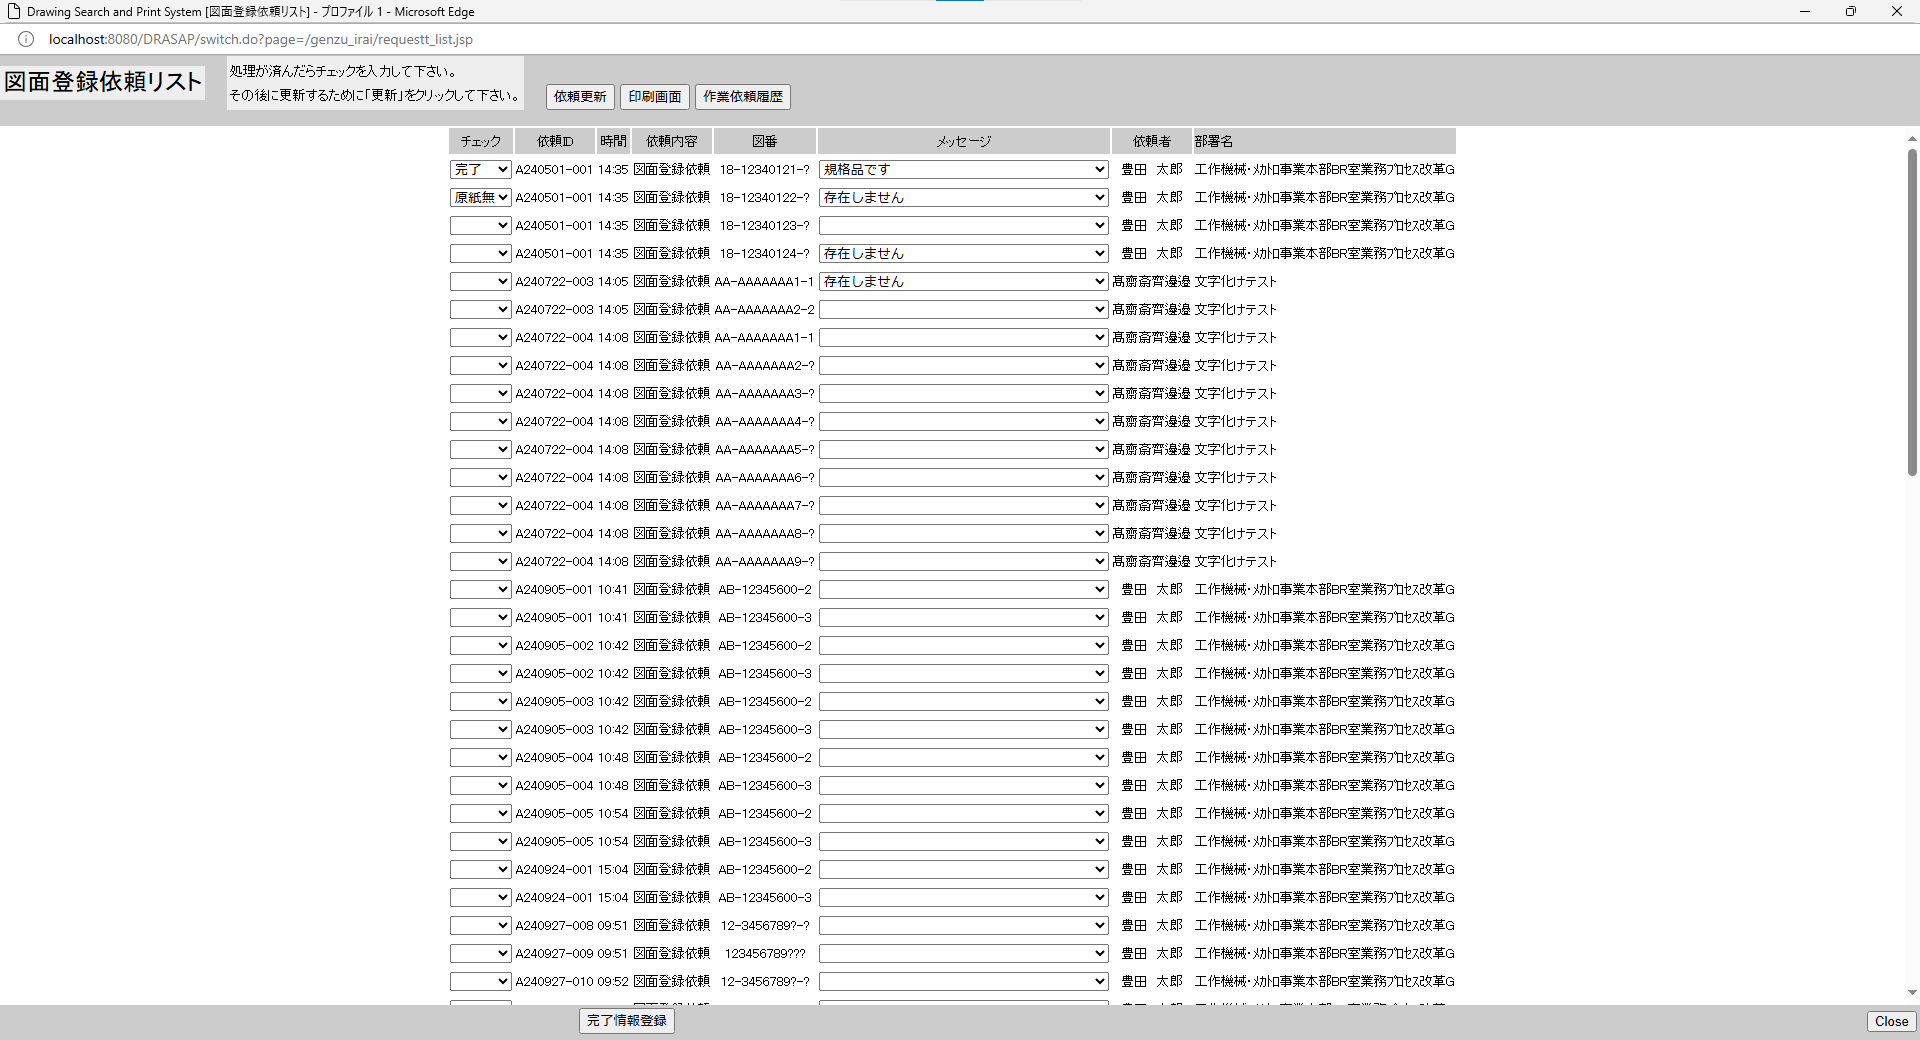 Drawing Search and Print System [図面登録依頼リスト] - プロファイル 1 - Microsoft Edge
localhost:8080/DRASAP/switch.do?page=/genzu_irai/requestt_list.jsp
図面登録依頼リスト
処理が済んだらチェックを入力して下さい。
その後に更新するために「更新」をクリックして下さい。
依頼更新 印刷画面 作業依頼履歴
チェック 依頼ID 時間 依頼内容 図番 メッセージ 依頼者 部署名
完了 A240501-001 14:35 図面登録依頼 18-12340121-? 規格品です 豊田 太郎 工作機械・ﾒｶﾄﾛ事業本部BR室業務ﾌﾟﾛｾｽ改革G
原紙無 A240501-001 14:35 図面登録依頼 18-12340122-? 存在しません 豊田 太郎 工作機械・ﾒｶﾄﾛ事業本部BR室業務ﾌﾟﾛｾｽ改革G
A240501-001 14:35 図面登録依頼 18-12340123-? 豊田 太郎 工作機械・ﾒｶﾄﾛ事業本部BR室業務ﾌﾟﾛｾｽ改革G
A240501-001 14:35 図面登録依頼 18-12340124-? 存在しません 豊田 太郎 工作機械・ﾒｶﾄﾛ事業本部BR室業務ﾌﾟﾛｾｽ改革G
A240722-003 14:05 図面登録依頼 AA-AAAAAAA1-1 存在しません 髙齋斎齊邊邉 文字化けテスト
A240722-003 14:05 図面登録依頼 AA-AAAAAAA2-2 髙齋斎齊邊邉 文字化けテスト
A240722-004 14:08 図面登録依頼 AA-AAAAAAA1-1 髙齋斎齊邊邉 文字化けテスト
A240722-004 14:08 図面登録依頼 AA-AAAAAAA2-? 髙齋斎齊邊邉 文字化けテスト
A240722-004 14:08 図面登録依頼 AA-AAAAAAA3-? 髙齋斎齊邊邉 文字化けテスト
A240722-004 14:08 図面登録依頼 AA-AAAAAAA4-? 髙齋斎齊邊邉 文字化けテスト
A240722-004 14:08 図面登録依頼 AA-AAAAAAA5-? 髙齋斎齊邊邉 文字化けテスト
A240722-004 14:08 図面登録依頼 AA-AAAAAAA6-? 髙齋斎齊邊邉 文字化けテスト
A240722-004 14:08 図面登録依頼 AA-AAAAAAA7-? 髙齋斎齊邊邉 文字化けテスト
A240722-004 14:08 図面登録依頼 AA-AAAAAAA8-? 髙齋斎齊邊邉 文字化けテスト
A240722-004 14:08 図面登録依頼 AA-AAAAAAA9-? 髙齋斎齊邊邉 文字化けテスト
A240905-001 10:41 図面登録依頼 AB-12345600-2 豊田 太郎 工作機械・ﾒｶﾄﾛ事業本部BR室業務ﾌﾟﾛｾｽ改革G
A240905-001 10:41 図面登録依頼 AB-12345600-3 豊田 太郎 工作機械・ﾒｶﾄﾛ事業本部BR室業務ﾌﾟﾛｾｽ改革G
A240905-002 10:42 図面登録依頼 AB-12345600-2 豊田 太郎 工作機械・ﾒｶﾄﾛ事業本部BR室業務ﾌﾟﾛｾｽ改革G
A240905-002 10:42 図面登録依頼 AB-12345600-3 豊田 太郎 工作機械・ﾒｶﾄﾛ事業本部BR室業務ﾌﾟﾛｾｽ改革G
A240905-003 10:42 図面登録依頼 AB-12345600-2 豊田 太郎 工作機械・ﾒｶﾄﾛ事業本部BR室業務ﾌﾟﾛｾｽ改革G
A240905-003 10:42 図面登録依頼 AB-12345600-3 豊田 太郎 工作機械・ﾒｶﾄﾛ事業本部BR室業務ﾌﾟﾛｾｽ改革G
A240905-004 10:48 図面登録依頼 AB-12345600-2 豊田 太郎 工作機械・ﾒｶﾄﾛ事業本部BR室業務ﾌﾟﾛｾｽ改革G
A240905-004 10:48 図面登録依頼 AB-12345600-3 豊田 太郎 工作機械・ﾒｶﾄﾛ事業本部BR室業務ﾌﾟﾛｾｽ改革G
A240905-005 10:54 図面登録依頼 AB-12345600-2 豊田 太郎 工作機械・ﾒｶﾄﾛ事業本部BR室業務ﾌﾟﾛｾｽ改革G
A240905-005 10:54 図面登録依頼 AB-12345600-3 豊田 太郎 工作機械・ﾒｶﾄﾛ事業本部BR室業務ﾌﾟﾛｾｽ改革G
A240924-001 15:04 図面登録依頼 AB-12345600-2 豊田 太郎 工作機械・ﾒｶﾄﾛ事業本部BR室業務ﾌﾟﾛｾｽ改革G
A240924-001 15:04 図面登録依頼 AB-12345600-3 豊田 太郎 工作機械・ﾒｶﾄﾛ事業本部BR室業務ﾌﾟﾛｾｽ改革G
A240927-008 09:51 図面登録依頼 12-3456789?-? 豊田 太郎 工作機械・ﾒｶﾄﾛ事業本部BR室業務ﾌﾟﾛｾｽ改革G
A240927-009 09:51 図面登録依頼 123456789??? 豊田 太郎 工作機械・ﾒｶﾄﾛ事業本部BR室業務ﾌﾟﾛｾｽ改革G
A240927-010 09:52 図面登録依頼 12-3456789?-? 豊田 太郎 工作機械・ﾒｶﾄﾛ事業本部BR室業務ﾌﾟﾛｾｽ改革G
完了情報登録 Close